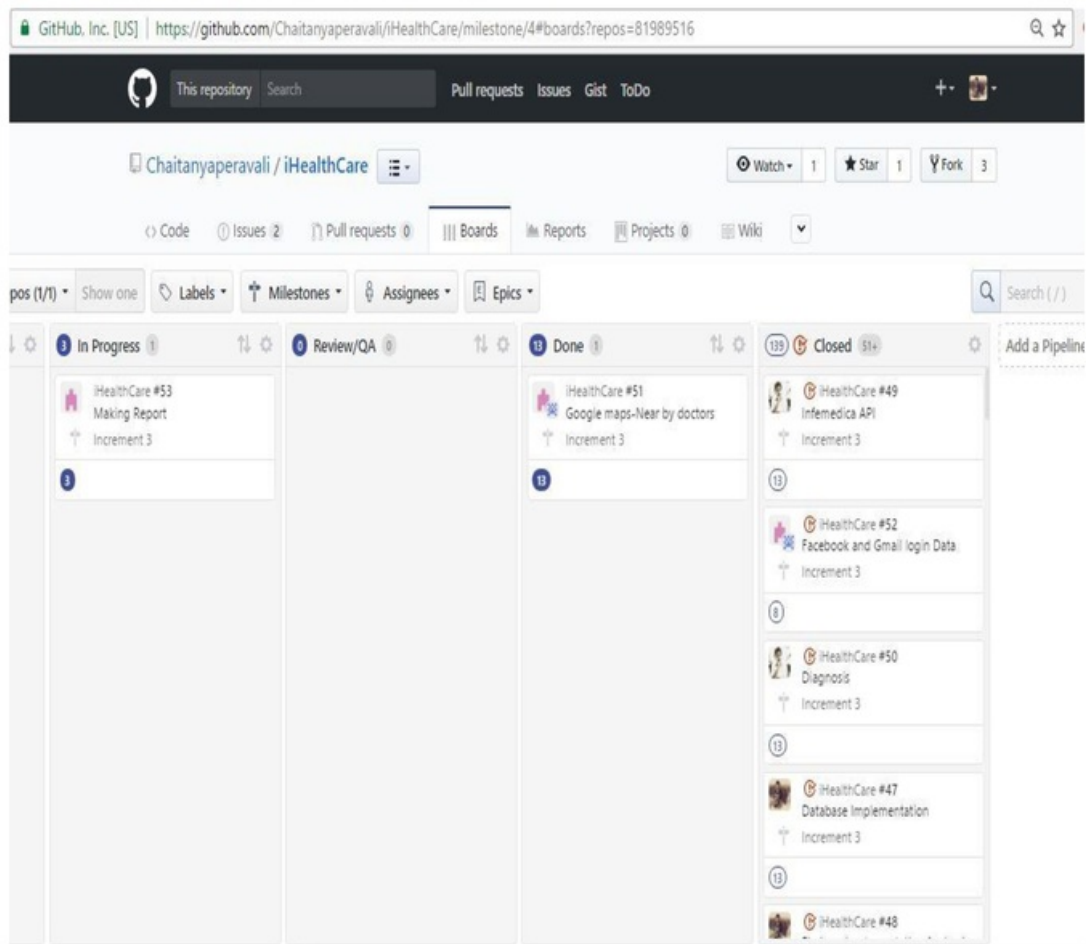 GitHub, Inc. [US] | https://github.com/Chaitanyaperavali/iHealthCare/milestone/4#boards?repos=81989516
This repository Search Pull requests Issues Gist ToDo
Chaitanyaperavali / iHealthCare
Watch 1 Star 1 Fork 3
Code Issues 2 Pull requests 0 Boards Reports Projects 0 Wiki
pos (1/1) Show one Labels Milestones Assignees Epics Search ( / )
3 In Progress 1
iHealthCare #53
Making Report
Increment 3
3
0 Review/QA 0
13 Done 1
iHealthCare #51
Google maps-Near by doctors
Increment 3
13
139 Closed 51+
iHealthCare #49
Infemedica API
Increment 3
13
iHealthCare #52
Facebook and Gmail login Data
Increment 3
8
iHealthCare #50
Diagnosis
Increment 3
13
iHealthCare #47
Database Implementation
Increment 3
13
iHealthCare #48
Add a Pipeline